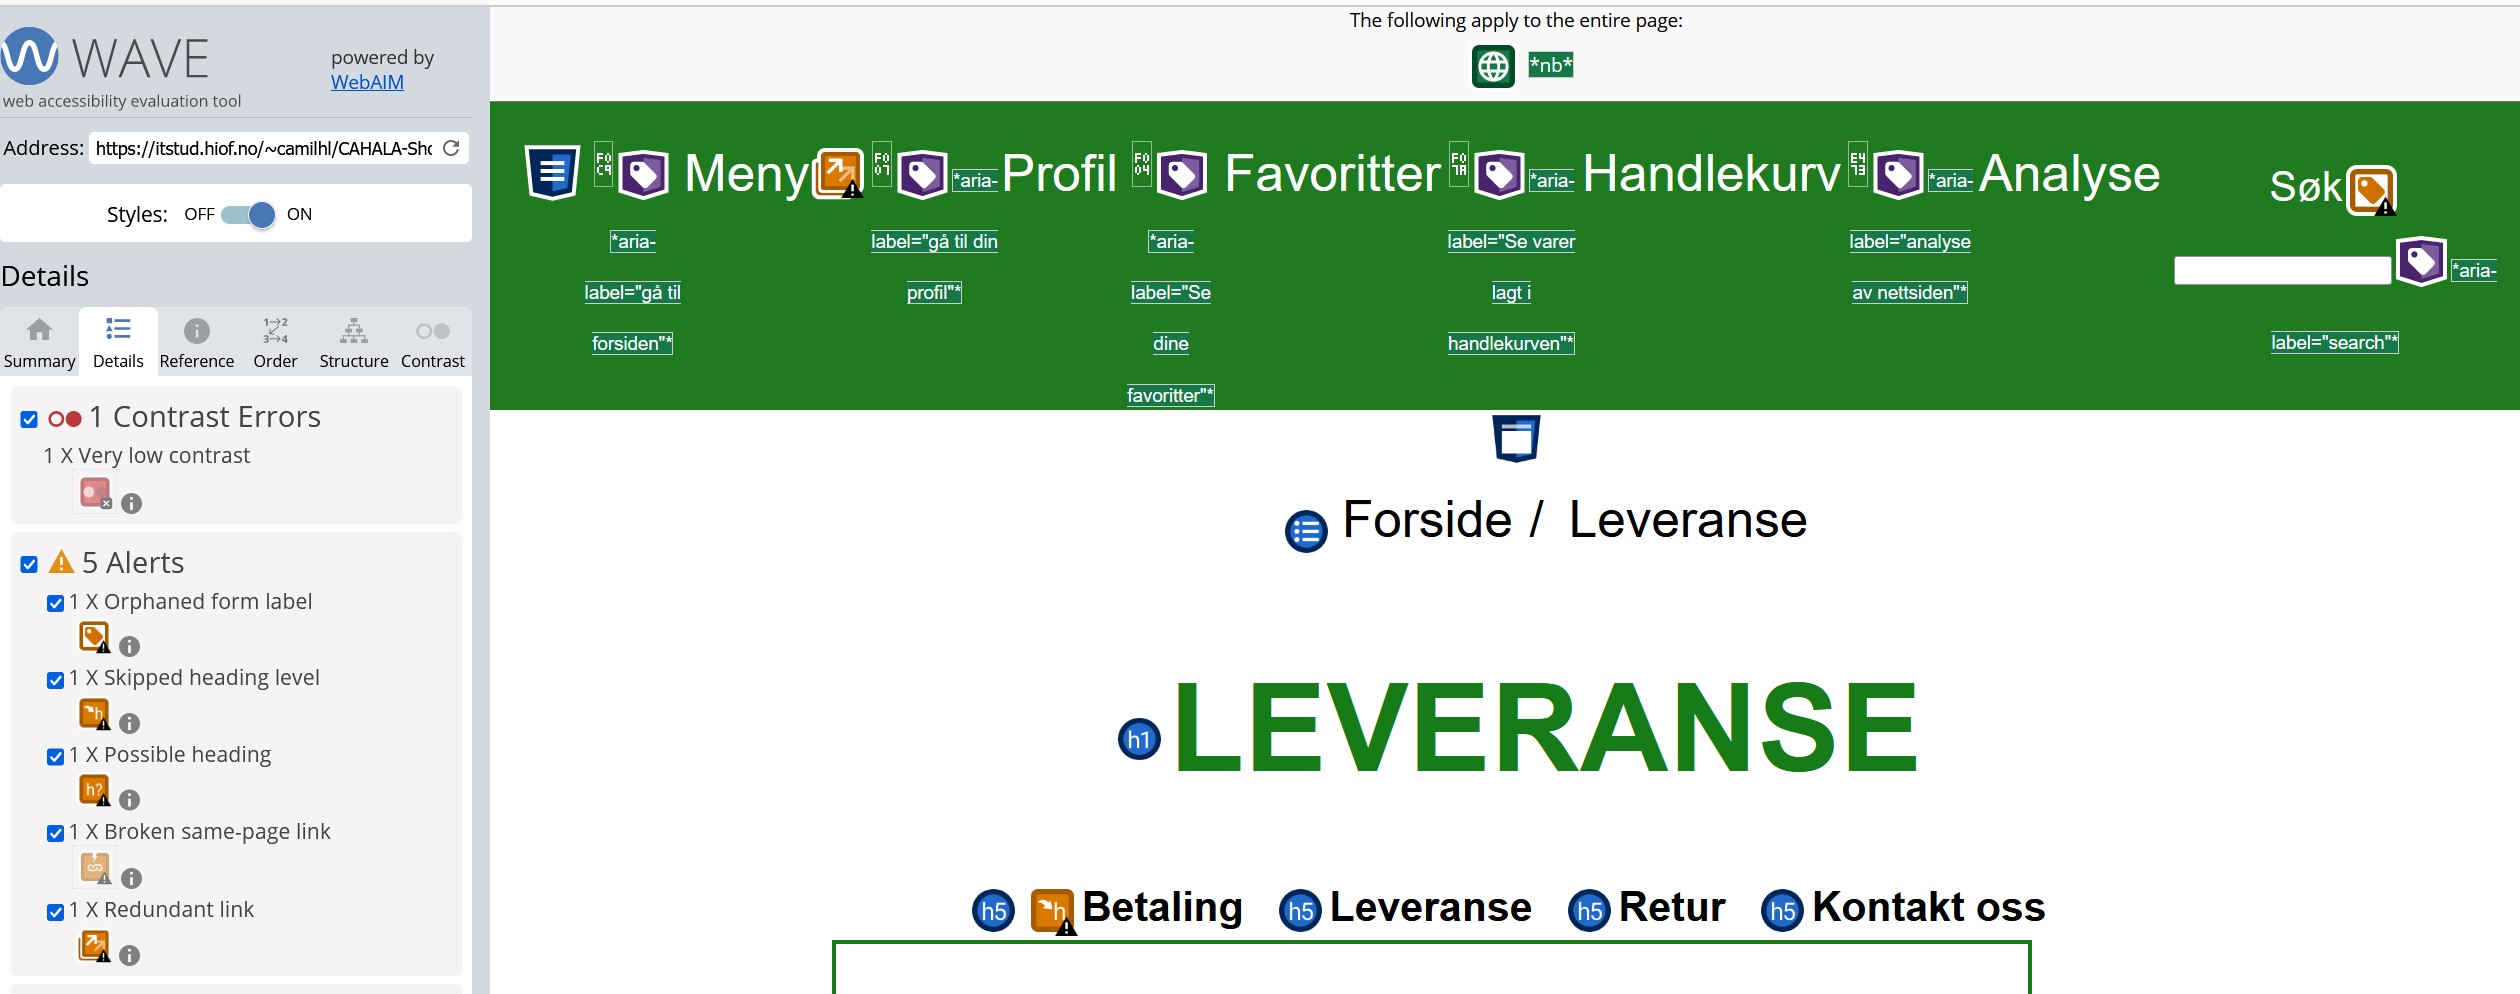 WAVE
powered by
WebAIM
web accessibility evaluation tool
Address: https://itstud.hiof.no/~camilhl/CAHALA-Sho
Styles: OFF ON
Details
Summary Details Reference Order Structure Contrast
1 Contrast Errors
1 X Very low contrast
5 Alerts
1 X Orphaned form label
1 X Skipped heading level
1 X Possible heading
h?
1 X Broken same-page link
1 X Redundant link
The following apply to the entire page:
*nb*
Meny Profil Favoritter Handlekurv Analyse
*aria-label="gå til forsiden"*
*aria-label="gå til din profil"*
*aria-label="Se dine favoritter"*
*aria-label="Se varer lagt i handlekurven"*
*aria-label="analyse av nettsiden"*
Søk
*aria-label="search"*
Forside / Leveranse
h1 LEVERANSE
h5 h Betaling h5 Leveranse h5 Retur h5 Kontakt oss